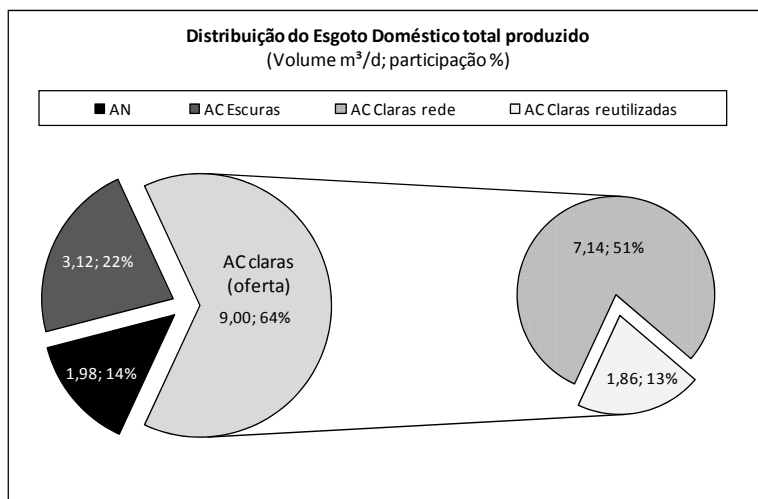 Distribuição do Esgoto Doméstico total produzido
(Volume m³/d; participação %)
AN AC Escuras AC Claras rede AC Claras reutilizadas
3,12; 22%
AC claras
(oferta)
9,00; 64%
1,98; 14%
7,14; 51%
1,86; 13%